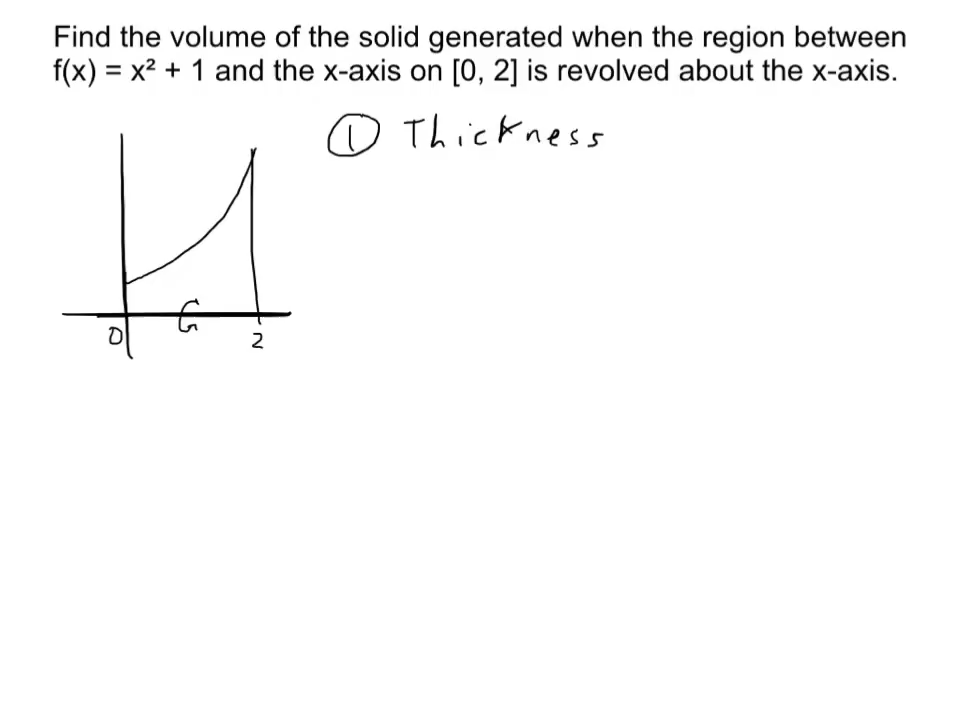 Find the volume of the solid generated when the region between
f(x) = x² + 1 and the x-axis on [0, 2] is revolved about the x-axis.
① Thickness
0 2